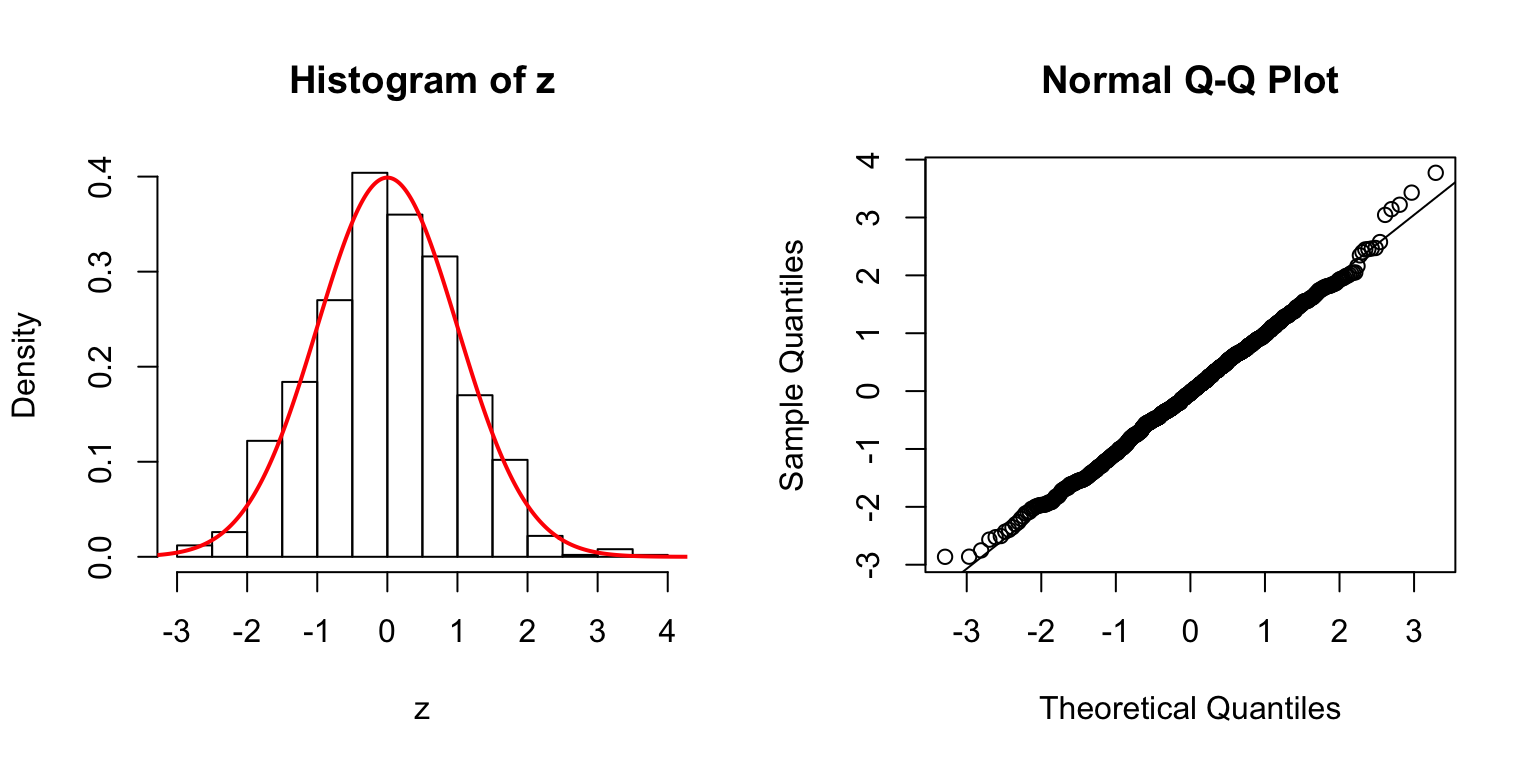 Histogram of z
Density
0.0 0.1 0.2 0.3 0.4
-3 -2 -1 0 1 2 3 4
z
Normal Q-Q Plot
Sample Quantiles
-3 -2 -1 0 1 2 3 4
-3 -2 -1 0 1 2 3
Theoretical Quantiles